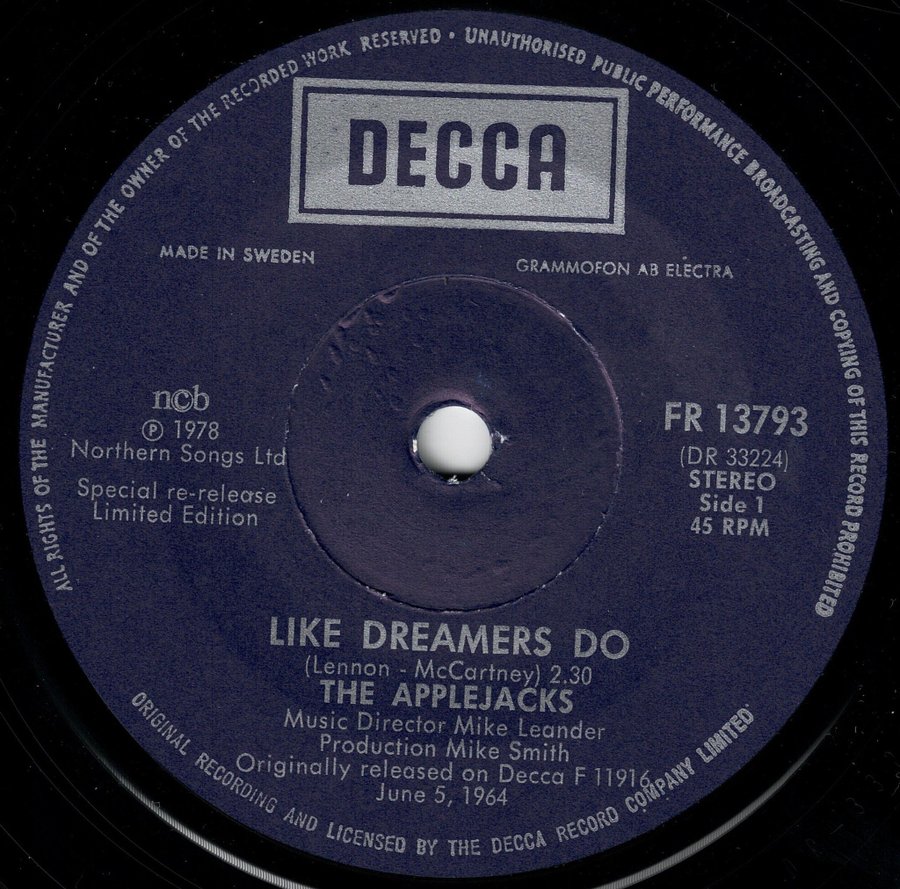 ALL RIGHTS OF THE MANUFACTURER AND OF THE OWNER OF THE RECORDED WORK RESERVED • UNAUTHORISED PUBLIC PERFORMANCE BROADCASTING AND COPYING OF THIS RECORD PROHIBITED
DECCA
MADE IN SWEDEN
GRAMMOFON AB ELECTRA
ncb
Ⓟ 1978
Northern Songs Ltd
Special re-release
Limited Edition
FR 13793
(DR 33224)
STEREO
Side 1
45 RPM
LIKE DREAMERS DO
(Lennon - McCartney) 2.30
THE APPLEJACKS
Music Director Mike Leander
Production Mike Smith
Originally released on Decca F 11916,
June 5, 1964
ORIGINAL RECORDING AND LICENSED BY THE DECCA RECORD COMPANY LIMITED